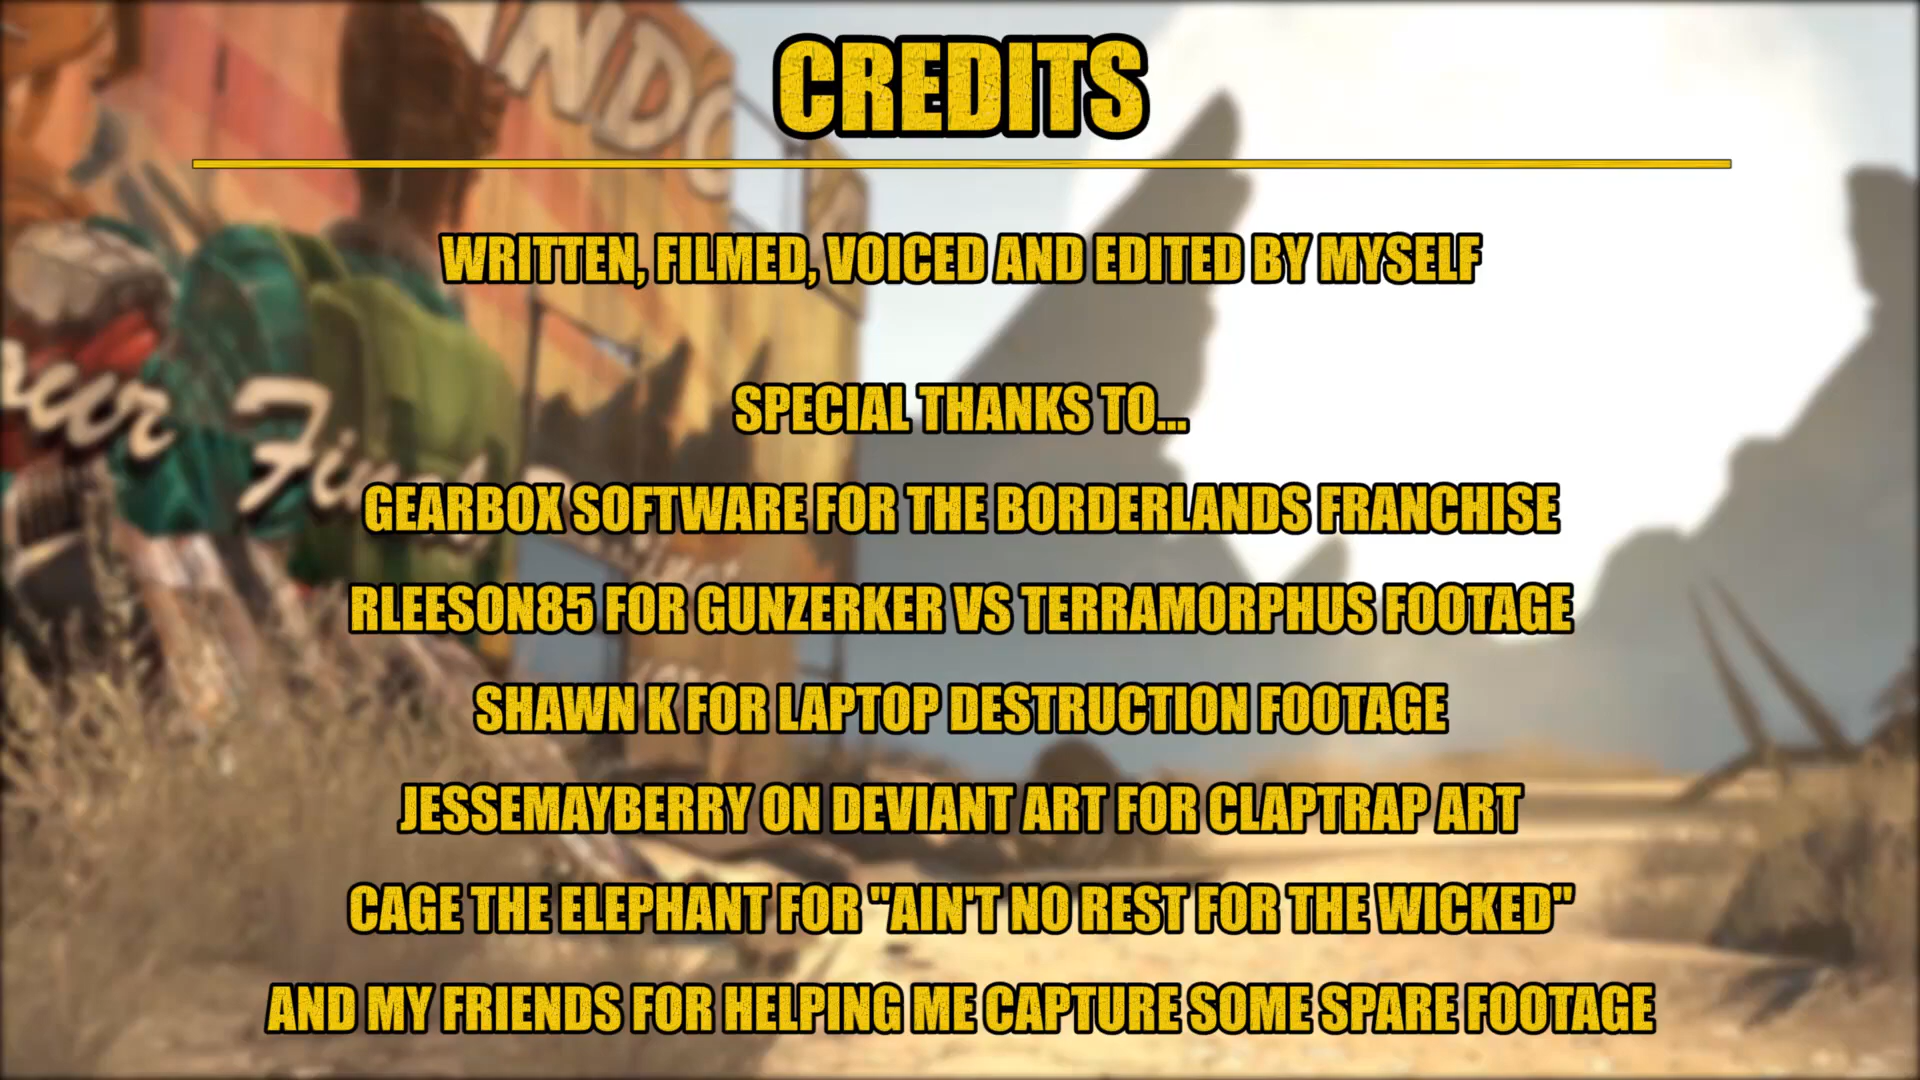 CREDITS
WRITTEN, FILMED, VOICED AND EDITED BY MYSELF
SPECIAL THANKS TO...
GEARBOX SOFTWARE FOR THE BORDERLANDS FRANCHISE
RLEESON85 FOR GUNZERKER VS TERRAMORPHUS FOOTAGE
SHAWN K FOR LAPTOP DESTRUCTION FOOTAGE
JESSEMAYBERRY ON DEVIANT ART FOR CLAPTRAP ART
CAGE THE ELEPHANT FOR "AIN'T NO REST FOR THE WICKED"
AND MY FRIENDS FOR HELPING ME CAPTURE SOME SPARE FOOTAGE